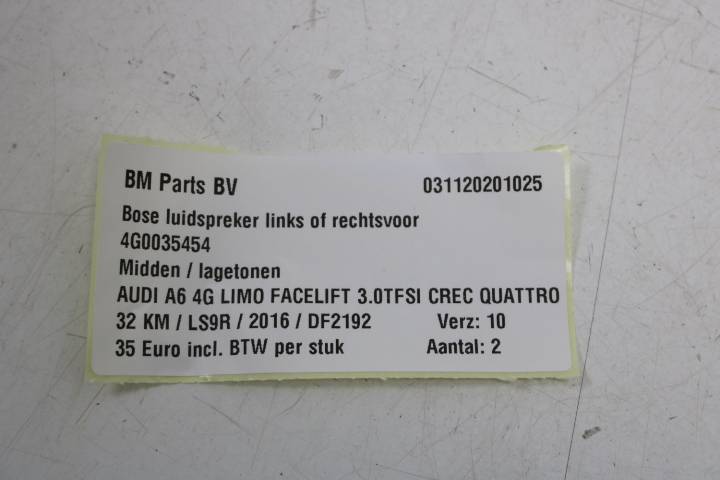 BM Parts BV 031120201025
Bose luidspreker links of rechtsvoor
4G0035454
Midden / lagetonen
AUDI A6 4G LIMO FACELIFT 3.0TFSI CREC QUATTRO
32 KM / LS9R / 2016 / DF2192 Verz: 10
35 Euro incl. BTW per stuk Aantal: 2